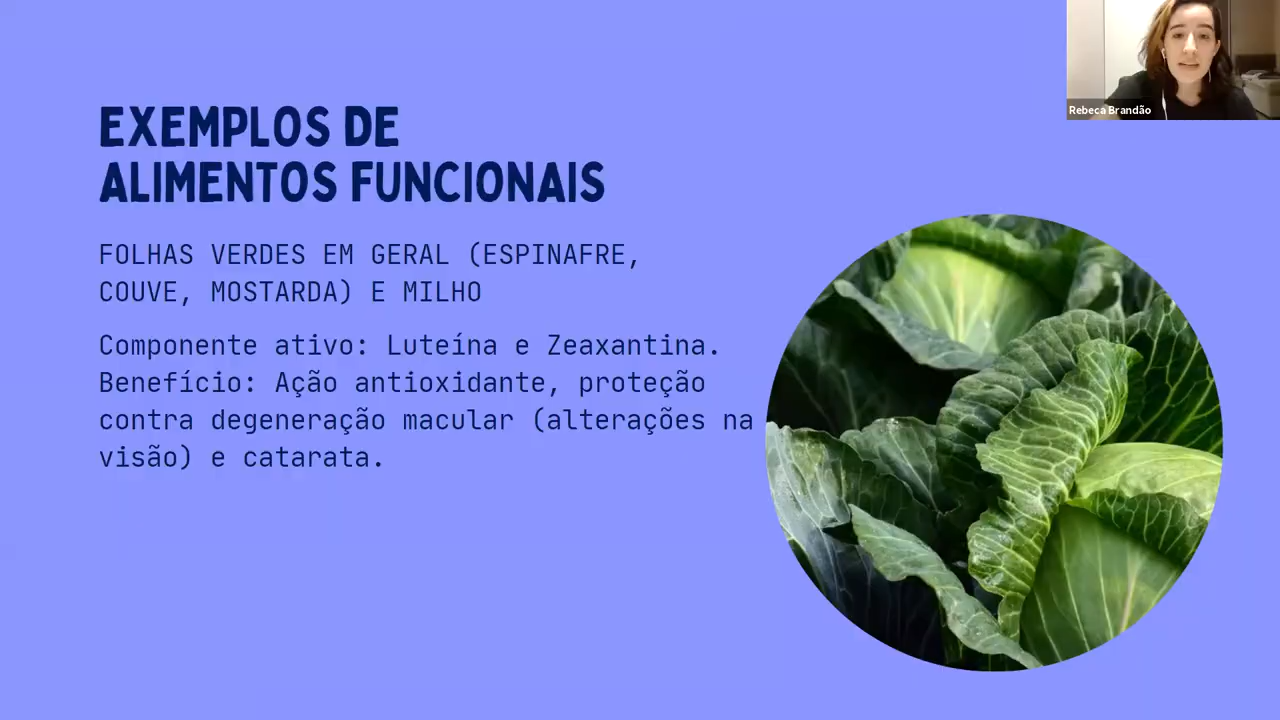 EXEMPLOS DE
ALIMENTOS FUNCIONAIS
FOLHAS VERDES EM GERAL (ESPINAFRE,
COUVE, MOSTARDA) E MILHO
Componente ativo: Luteína e Zeaxantina.
Benefício: Ação antioxidante, proteção
contra degeneração macular (alterações na
visão) e catarata.
Rebeca Brandão